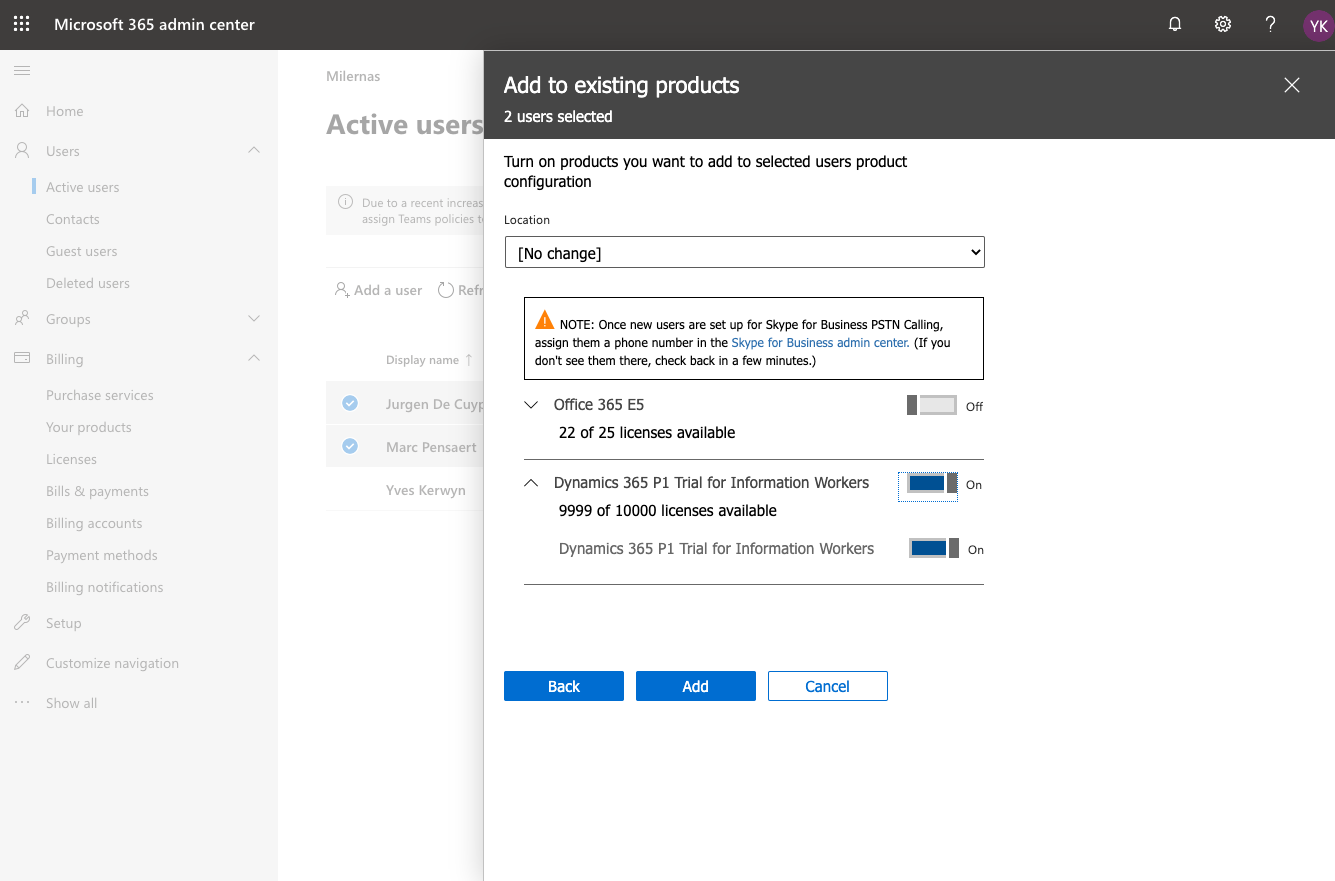 Microsoft 365 admin center
?
YK
Home
Users
Active users
Contacts
Guest users
Deleted users
Groups
Billing
Purchase services
Your products
Licenses
Bills & payments
Billing accounts
Payment methods
Billing notifications
Setup
Customize navigation
Show all
Milernas
Active users
Due to a recent increas
assign Teams policies to
Add a user
Refr
Display name ↑
Jurgen De Cuyp
Marc Pensaert
Yves Kerwyn
Add to existing products
2 users selected
Turn on products you want to add to selected users product
configuration
Location
[No change]
NOTE: Once new users are set up for Skype for Business PSTN Calling,
assign them a phone number in the Skype for Business admin center. (If you
don't see them there, check back in a few minutes.)
Office 365 E5
Off
22 of 25 licenses available
Dynamics 365 P1 Trial for Information Workers
On
9999 of 10000 licenses available
Dynamics 365 P1 Trial for Information Workers
On
Back
Add
Cancel